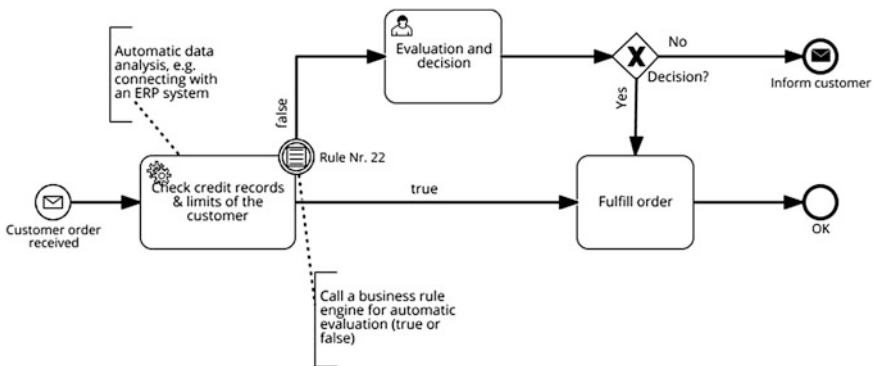 Automatic data
analysis, e.g.
connecting with
an ERP system
Evaluation and
decision
No
Decision?
Yes
Inform customer
false
Rule Nr. 22
Customer order
received
Check credit records
& limits of the
customer
true
Fulfill order
OK
Call a business rule
engine for automatic
evaluation (true or
false)